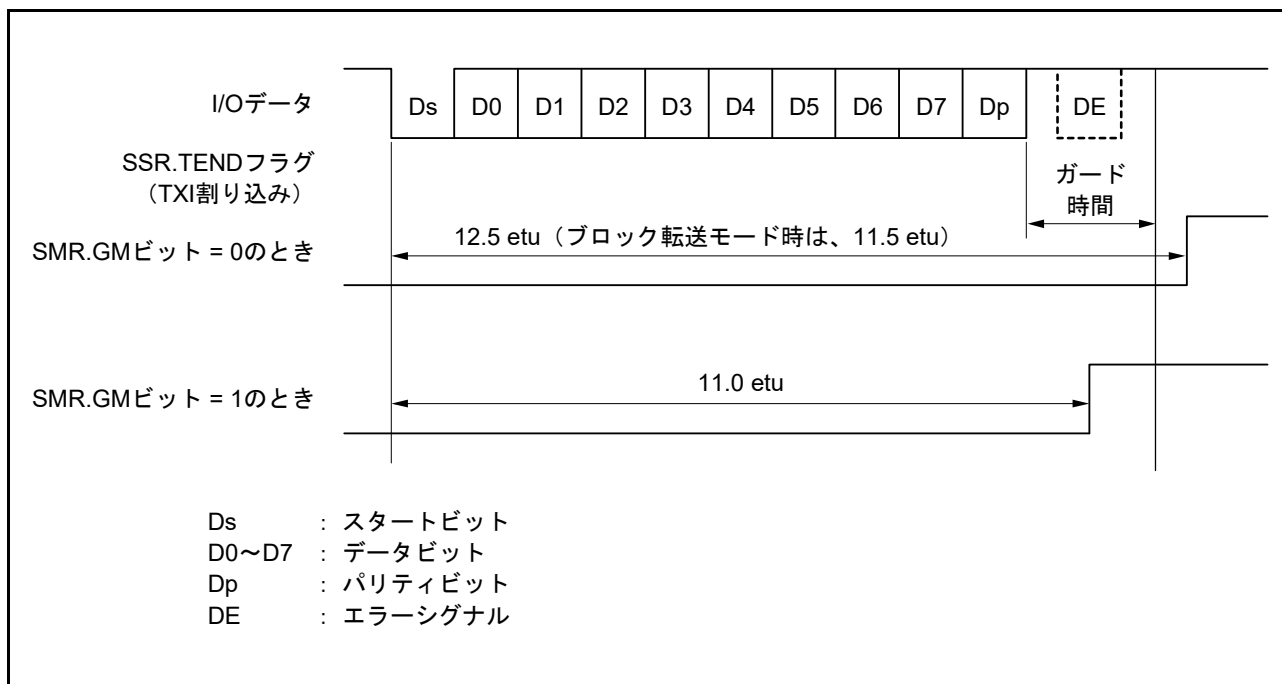 I/Oデータ
Ds D0 D1 D2 D3 D4 D5 D6 D7 Dp DE
SSR.TENDフラグ
（TXI割り込み）
ガード
時間
SMR.GMビット = 0のとき
12.5 etu（ブロック転送モード時は、11.5 etu）
SMR.GMビット = 1のとき
11.0 etu
Ds : スタートビット
D0～D7 : データビット
Dp : パリティビット
DE : エラーシグナル